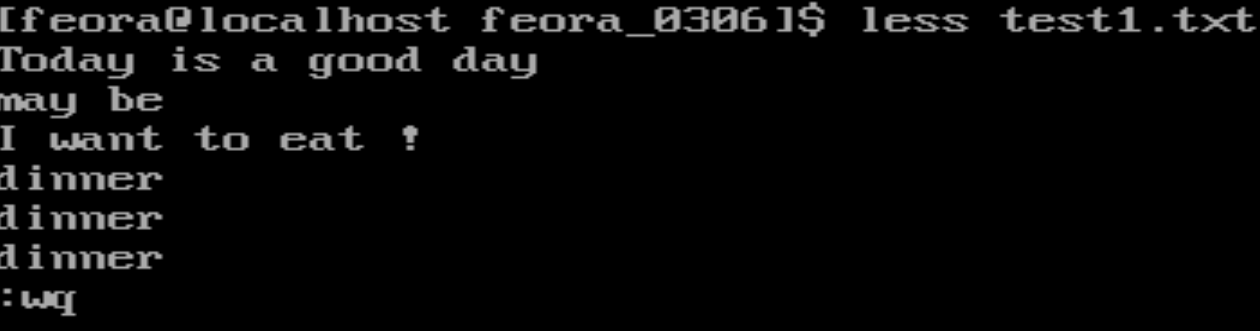 [feora@localhost feora_0306]$ less test1.txt
Today is a good day
may be
I want to eat !
dinner
dinner
dinner
:wq